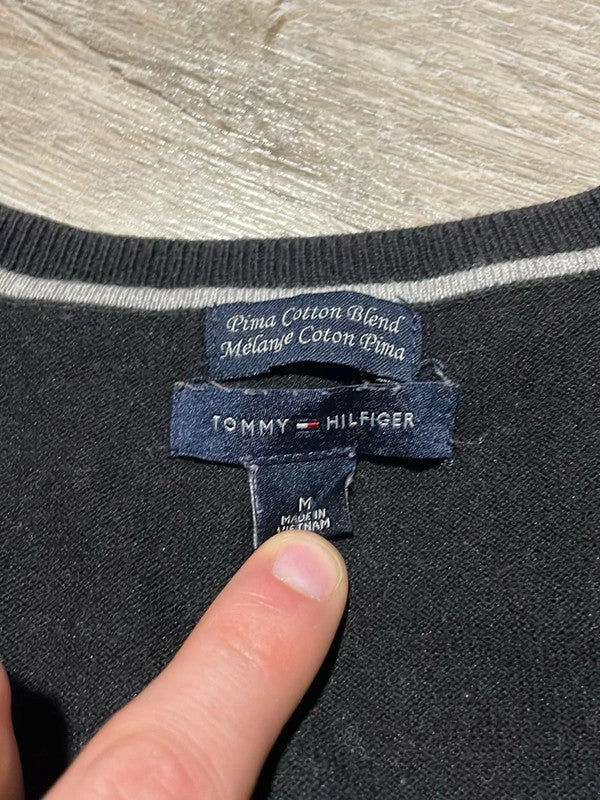 Pima Cotton Blend
Mélange Coton Pima
TOMMY HILFIGER
M
MADE IN
VIETNAM